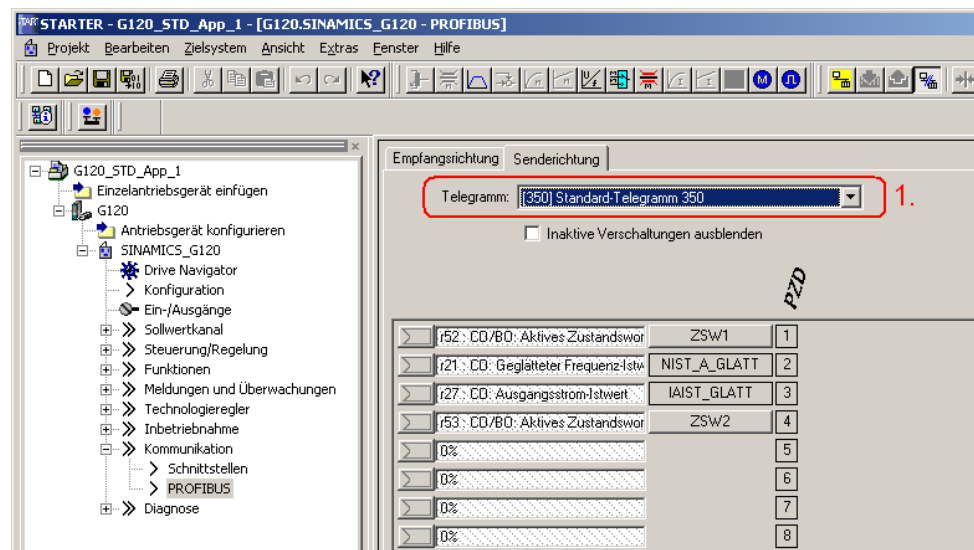 STARTER - G120_STD_App_1 - [G120.SINAMICS_G120 - PROFIBUS]
Projekt Bearbeiten Zielsystem Ansicht Extras Fenster Hilfe
G120_STD_App_1
Einzelantriebsgerät einfügen
G120
Antriebsgerät konfigurieren
SINAMICS_G120
Drive Navigator
Konfiguration
Ein-/Ausgänge
Sollwertkanal
Steuerung/Regelung
Funktionen
Meldungen und Überwachungen
Technologieregler
Inbetriebnahme
Kommunikation
Schnittstellen
PROFIBUS
Diagnose
Empfangsrichtung Senderichtung
Telegramm: [350] Standard-Telegramm 350 1.
Inaktive Verschaltungen ausblenden
PZD
r52 : CO/BO: Aktives Zustandswor ZSW1 1
r21 : CO: Geglätteter Frequenz-Istw NIST_A_GLATT 2
r27 : CO: Ausgangsstrom-Istwert IAIST_GLATT 3
r53 : CO/BO: Aktives Zustandswor ZSW2 4
0% 5
0% 6
0% 7
0% 8